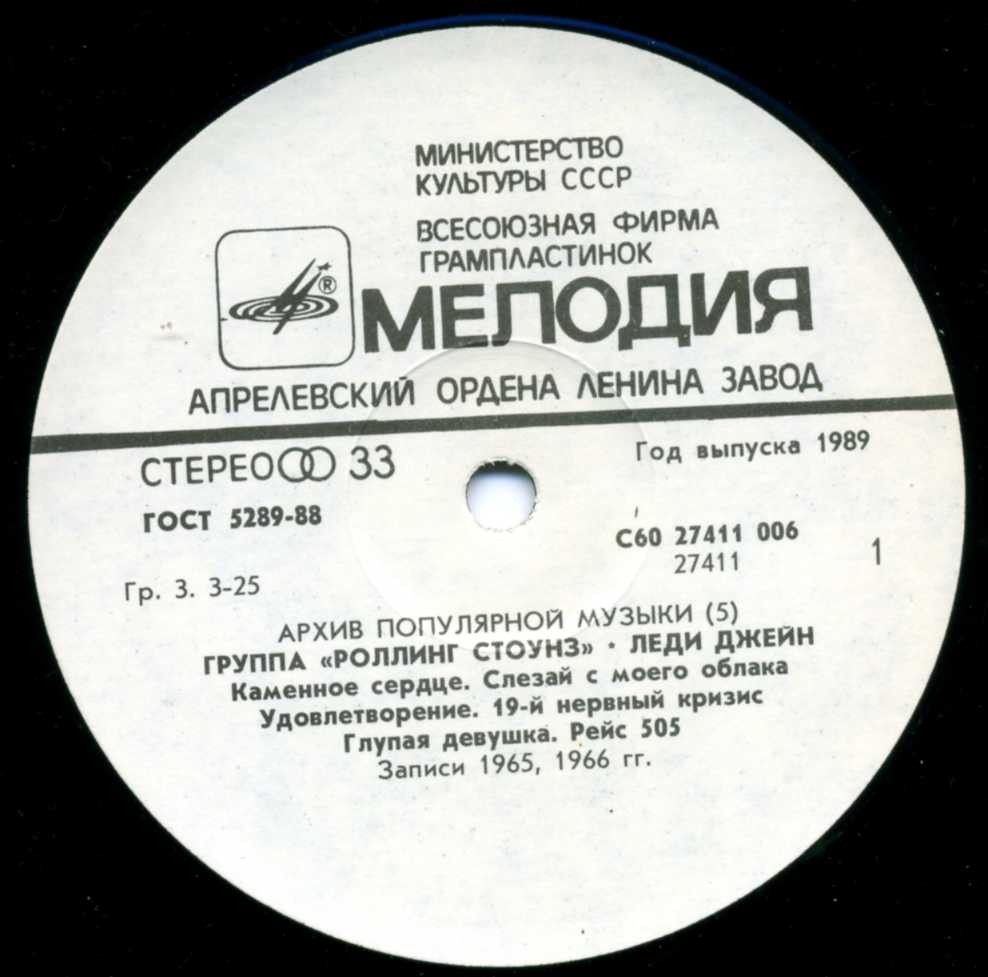 МИНИСТЕРСТВО
КУЛЬТУРЫ СССР
ВСЕСОЮЗНАЯ ФИРМА
ГРАМПЛАСТИНОК
®
МЕЛОДИЯ
АПРЕЛЕВСКИЙ ОРДЕНА ЛЕНИНА ЗАВОД
СТЕРЕО 33
Год выпуска 1989
ГОСТ 5289-88
С60 27411 006
27411
1
Гр. 3. 3-25
АРХИВ ПОПУЛЯРНОЙ МУЗЫКИ (5)
ГРУППА «РОЛЛИНГ СТОУНЗ» · ЛЕДИ ДЖЕЙН
Каменное сердце. Слезай с моего облака
Удовлетворение. 19-й нервный кризис
Глупая девушка. Рейс 505
Записи 1965, 1966 гг.